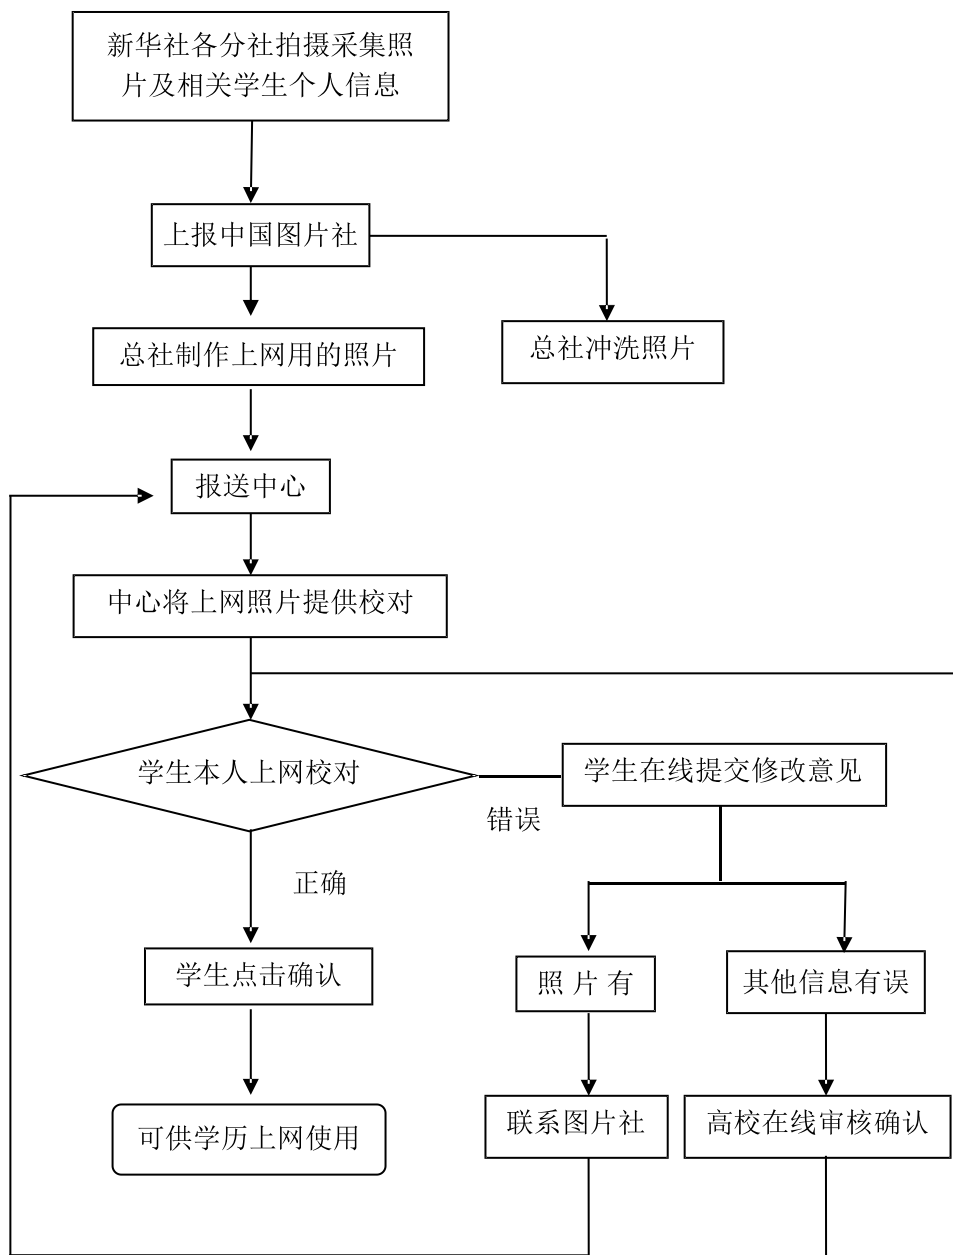 新华社各分社拍摄采集照
片及相关学生个人信息
上报中国图片社
总社制作上网用的照片
总社冲洗照片
报送中心
中心将上网照片提供校对
学生本人上网校对
学生在线提交修改意见
错误
正确
学生点击确认
照 片 有
其他信息有误
联系图片社
高校在线审核确认
可供学历上网使用